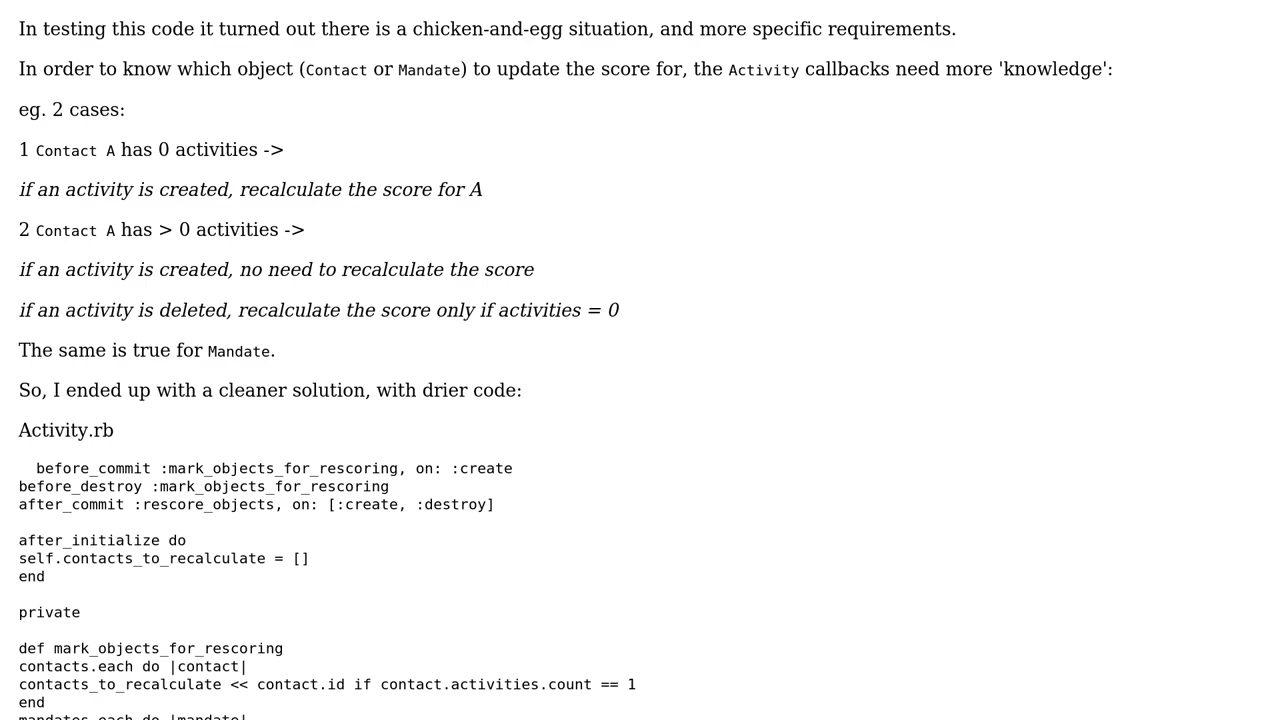 In testing this code it turned out there is a chicken-and-egg situation, and more specific requirements.
In order to know which object (Contact or Mandate) to update the score for, the Activity callbacks need more 'knowledge':
eg. 2 cases:
1 Contact A has 0 activities ->
if an activity is created, recalculate the score for A
2 Contact A has > 0 activities ->
if an activity is created, no need to recalculate the score
if an activity is deleted, recalculate the score only if activities = 0
The same is true for Mandate.
So, I ended up with a cleaner solution, with drier code:
Activity.rb
before_commit :mark_objects_for_rescoring, on: :create
before_destroy :mark_objects_for_rescoring
after_commit :rescore_objects, on: [:create, :destroy]
after_initialize do
self.contacts_to_recalculate = []
end
private
def mark_objects_for_rescoring
contacts.each do |contact|
contacts_to_recalculate << contact.id if contact.activities.count == 1
end
mandates.each do |mandate|